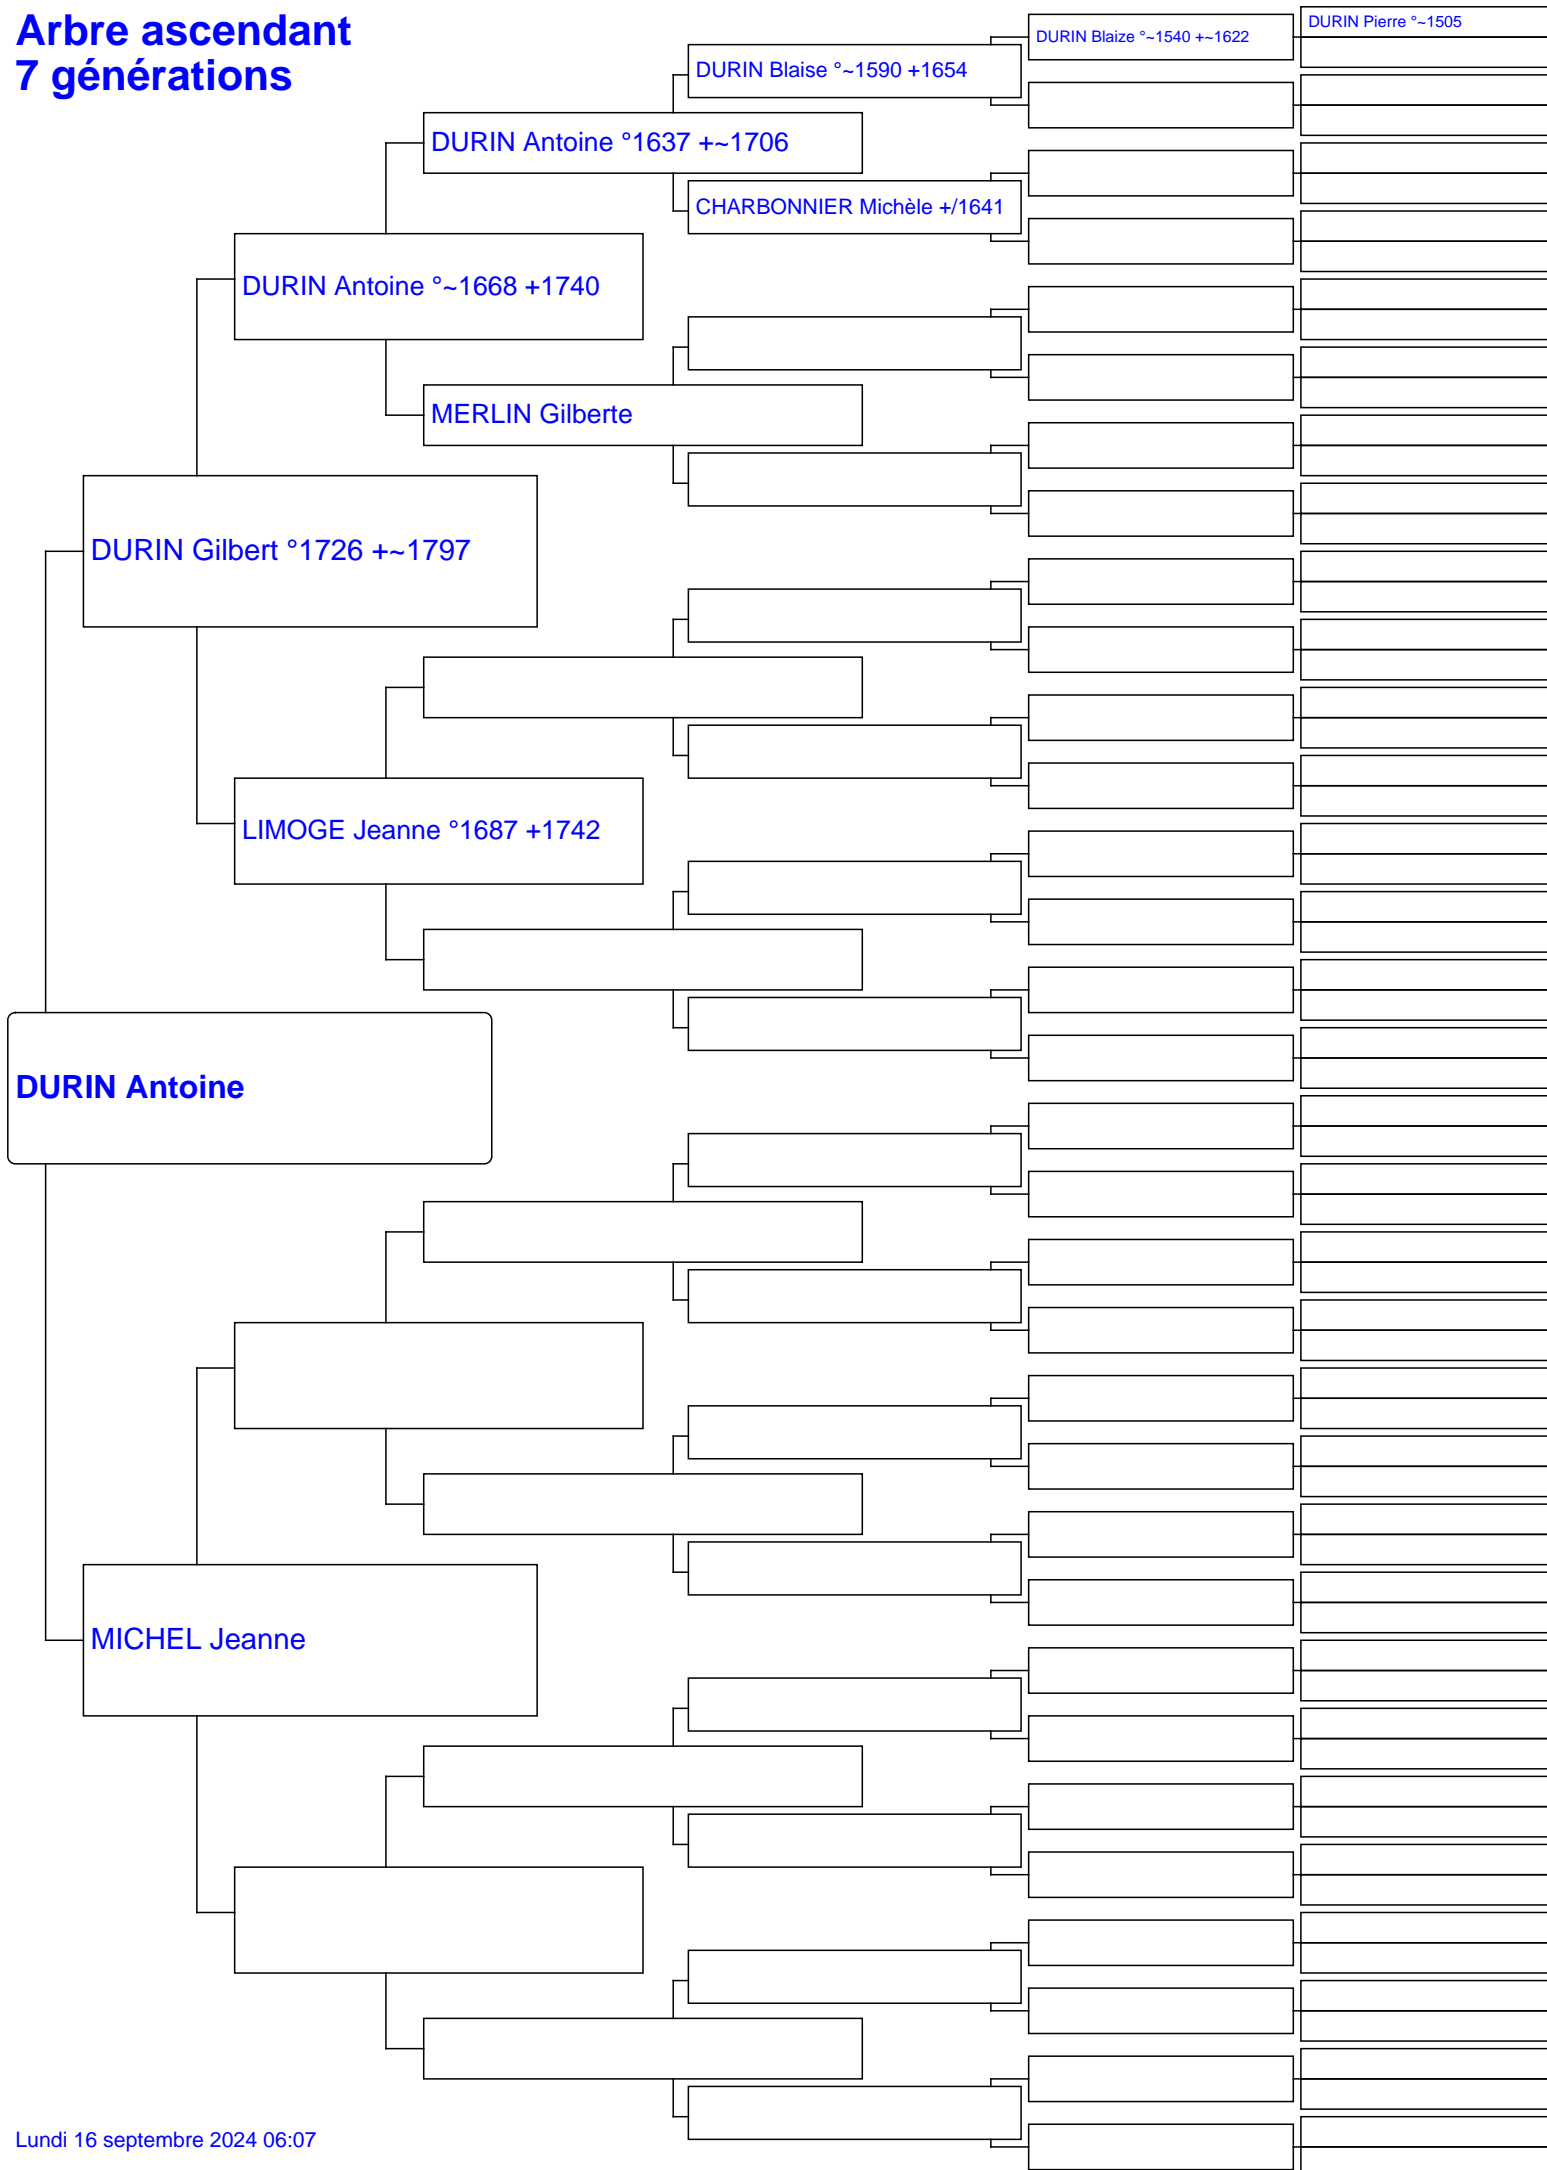 Arbre ascendant
7 générations
DURIN Pierre °~1505
DURIN Blaize °~1540 +~1622
DURIN Blaise °~1590 +1654
DURIN Antoine °1637 +~1706
CHARBONNIER Michèle +/1641
DURIN Antoine °~1668 +1740
MERLIN Gilberte
DURIN Gilbert °1726 +~1797
LIMOGE Jeanne °1687 +1742
DURIN Antoine
MICHEL Jeanne
Lundi 16 septembre 2024 06:07